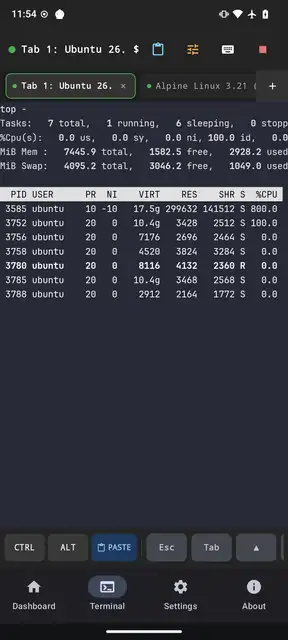 11:54
Tab 1: Ubuntu 26. $
Tab 1: Ubuntu 26. ×
Alpine Linux 3.21 (
+
top -
Tasks:   7 total,   1 running,   6 sleeping,   0 stopp
%Cpu(s):   0.0 us,   0.0 sy,   0.0 ni, 100.0 id,   0.0
MiB Mem :   7445.9 total,   1582.5 free,   2928.2 used
MiB Swap:   4095.2 total,   3046.2 free,   1049.0 used
PID USER      PR  NI    VIRT    RES    SHR S  %CPU
3585 ubuntu    10 -10   17.5g 299632 141512 S 800.0
3752 ubuntu    20   0   10.4g   3428   2512 S 100.0
3756 ubuntu    20   0    7176   2696   2464 S   0.0
3758 ubuntu    20   0    4520   3824   3284 S   0.0
3780 ubuntu    20   0    8116   4132   2360 R   0.0
3785 ubuntu    20   0   10.4g   3468   2568 S   0.0
3788 ubuntu    20   0    2912   2164   1772 S   0.0
CTRL ALT PASTE Esc Tab ▲
Dashboard Terminal Settings About